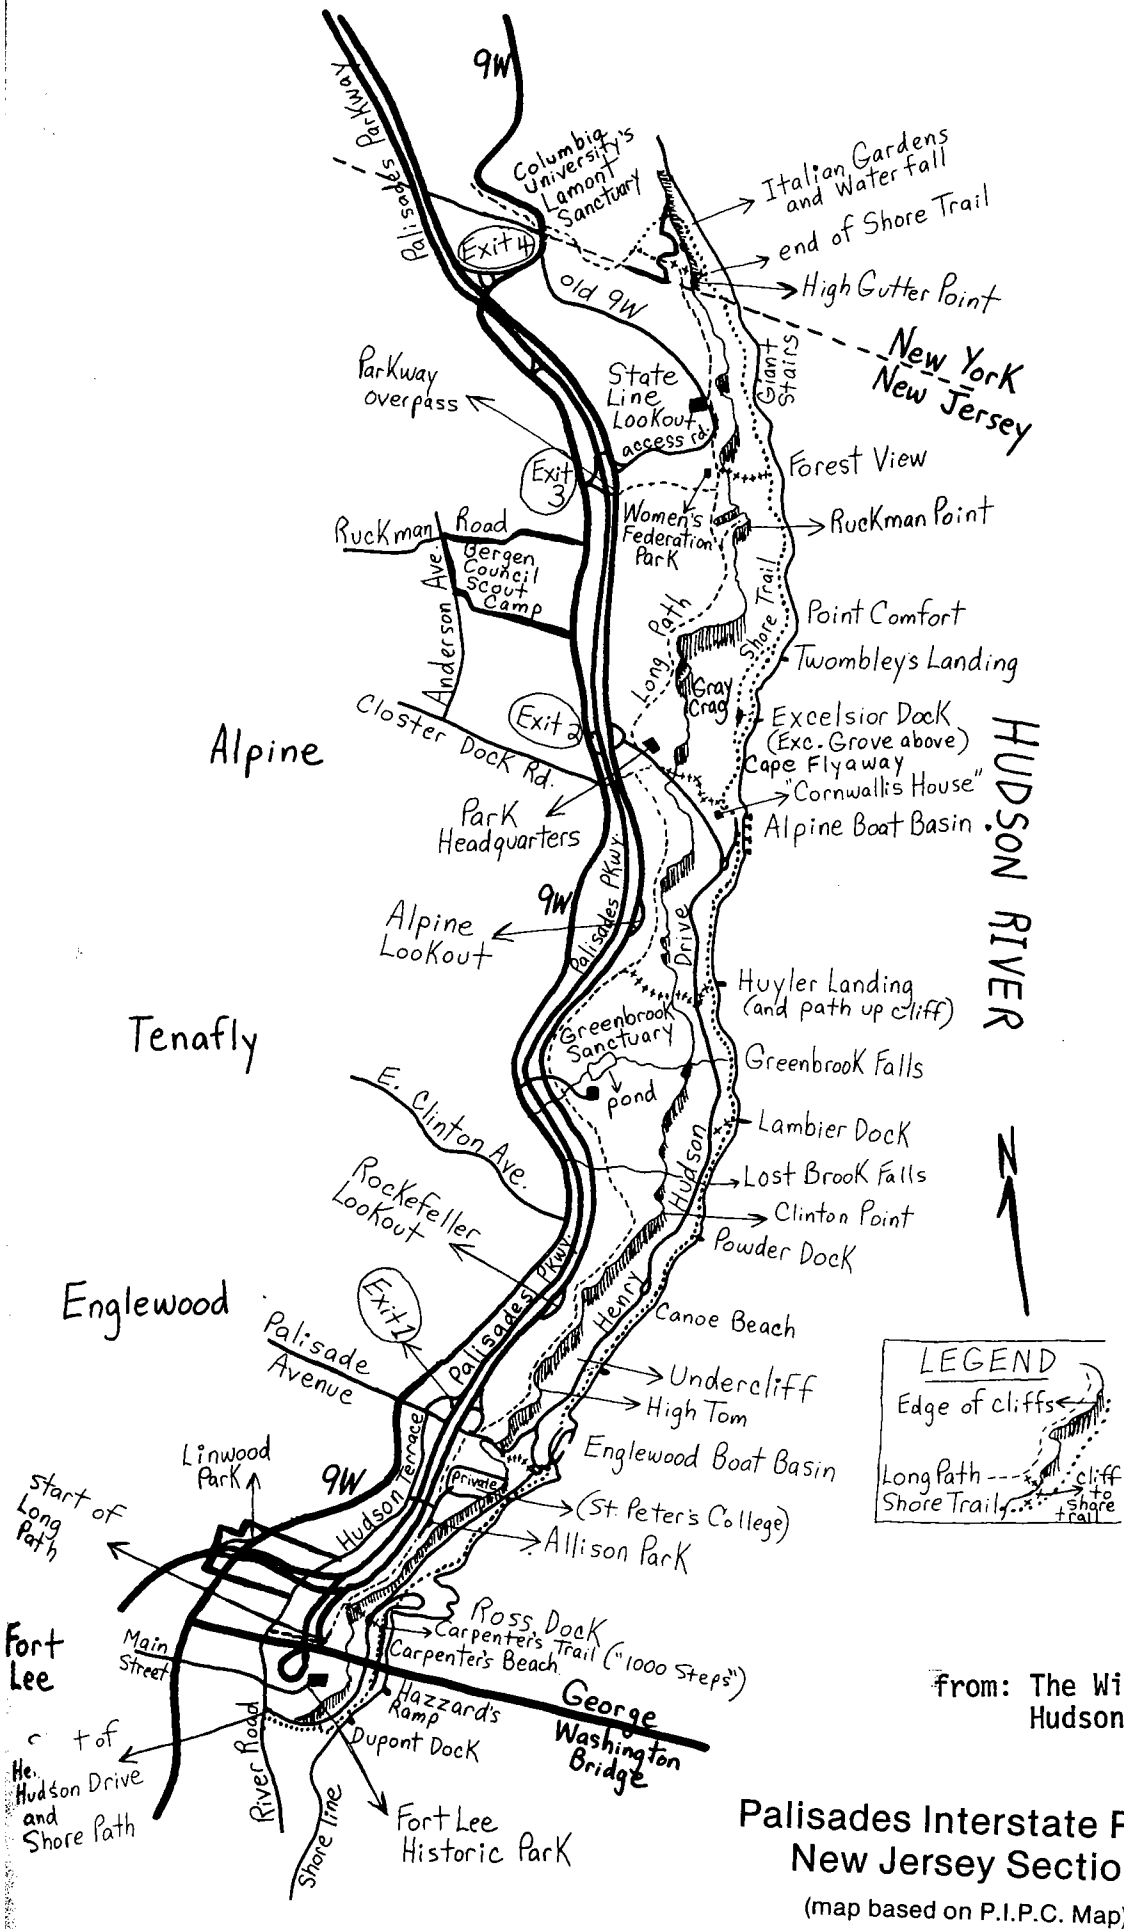 9W
Palisades Parkway
Columbia
University's
Lamont
Sanctuary
Italian Gardens
and Waterfall
end of Shore Trail
High Gutter Point
Palisades
Exit 4
Old 9W
New York
New Jersey
Giant
Stairs
Parkway
overpass
State
Line
Lookout
access rd.
Exit
3
Forest View
Women's
Federation
Park
Ruckman Point
Ruckman Road
Bergen
Council
Scout
Camp
Anderson Ave.
Long Path
Shore Trail
Point Comfort
Twombley's Landing
Gray
Crag
Exit 2
Closter Dock Rd.
Excelsior Dock
(Exc. Grove above)
Cape Flyaway
"Cornwallis House"
Alpine Boat Basin
HUDSON RIVER
Alpine
Park
Headquarters
9W
Palisades Pkwy.
Alpine
Lookout
Drive
Huyler Landing
(and path up cliff)
Tenafly
Greenbrook
Sanctuary
Greenbrook Falls
pond
E. Clinton Ave.
Lambier Dock
Hudson
Lost Brook Falls
Rockefeller
Lookout
Clinton Point
Powder Dock
N
Englewood
Exit 1
Palisades Pkwy.
Henry
Canoe Beach
Palisade
Avenue
Undercliff
High Tom
LEGEND
Edge of cliffs
Long Path
Shore Trail
cliff
to
shore
trail
Englewood Boat Basin
Linwood
Park
9W
Hudson Terrace
Private
(St. Peter's College)
Allison Park
start of
Long
Path
Ross Dock
Carpenter's Trail ("1000 Steps")
Carpenter's Beach
Fort
Lee
Main
Street
Hazzard's
Ramp
George
Washington
Bridge
Dupont Dock
River Road
Shore line
t of
He.
Hudson Drive
and
Shore Path
Fort Lee
Historic Park
from: The Wi
Hudson
Palisades Interstate P
New Jersey Sectio
(map based on P.I.P.C. Map)